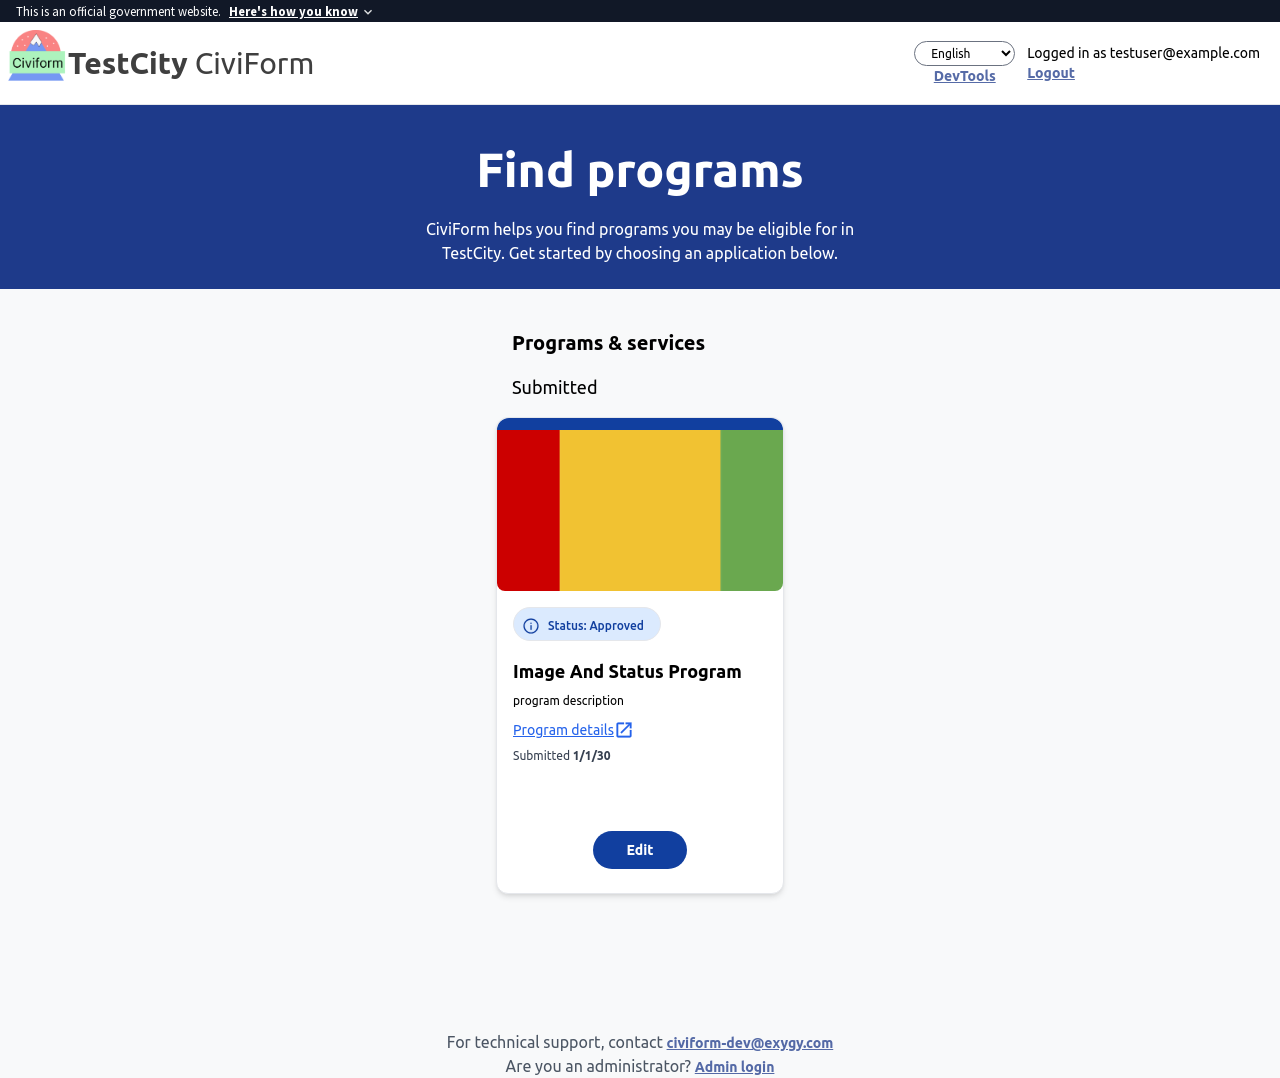 This is an official government website. Here's how you know
Civiform
TestCity CiviForm
English
DevTools
Logged in as testuser@example.com
Logout
Find programs
CiviForm helps you find programs you may be eligible for in
TestCity. Get started by choosing an application below.
Programs & services
Submitted
Status: Approved
Image And Status Program
program description
Program details
Submitted 1/1/30
Edit
For technical support, contact civiform-dev@exygy.com
Are you an administrator? Admin login